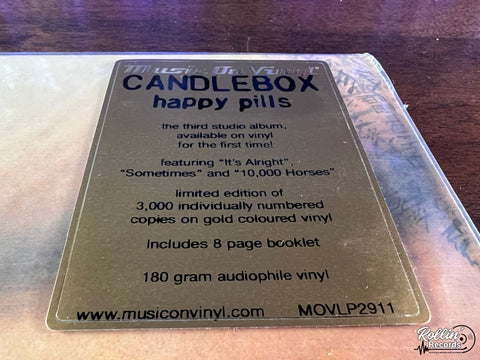 Music On Vinyl
CANDLEBOX
happy pills
the third studio album,
available on vinyl
for the first time!
featuring "It's Alright",
"Sometimes" and "10,000 Horses"
limited edition of
3,000 individually numbered
copies on gold coloured vinyl
Includes 8 page booklet
180 gram audiophile vinyl
www.musiconvinyl.com MOVLP2911
Rollin'
Records